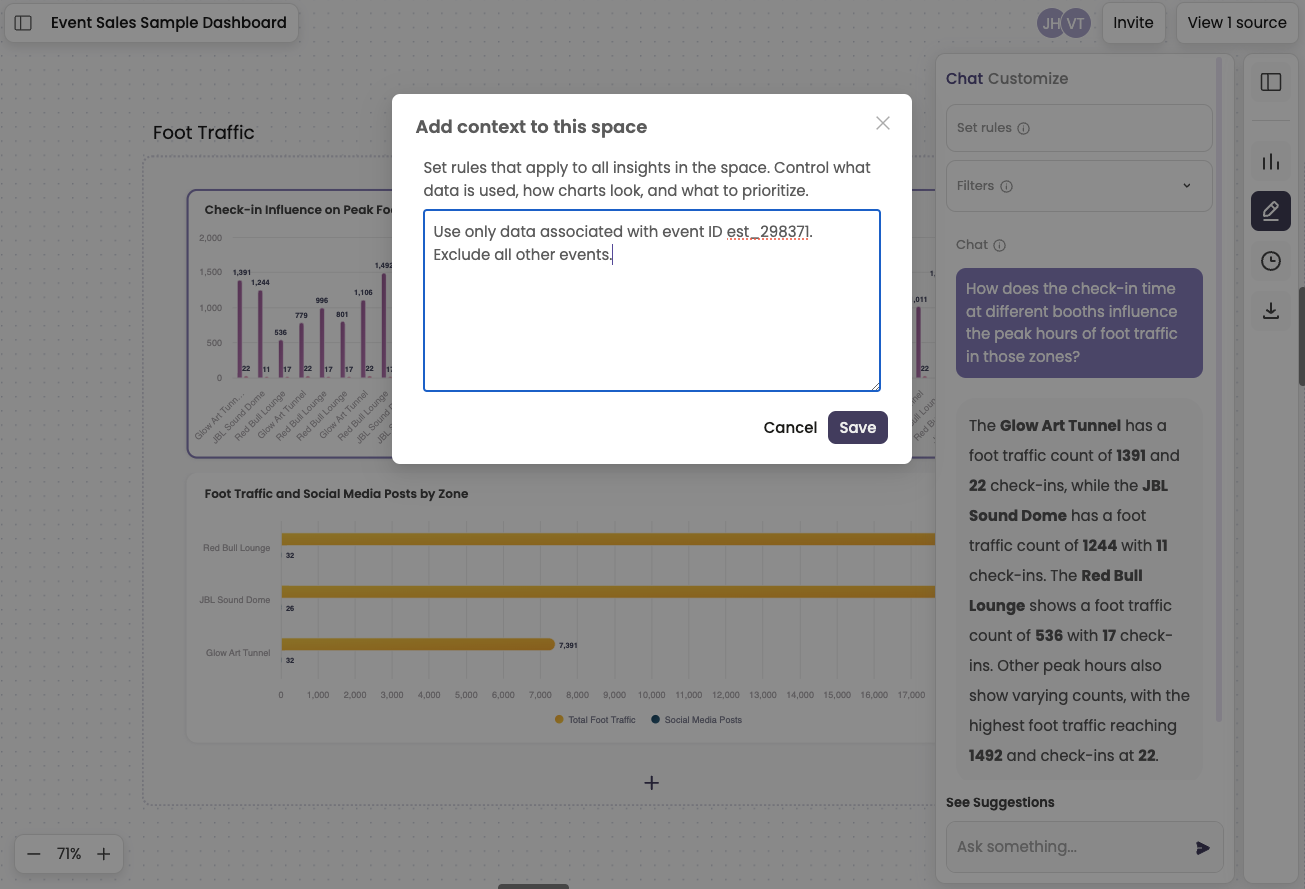 Event Sales Sample Dashboard
JH
VT
Invite
View 1 source
Foot Traffic
Check-in Influence on Peak Fo
2,000
1,500
1,000
500
0
1,391
1,244
536
779
996
801
1,106
1,492
22
11
17
22
17
17
22
Glow Art Tunn...
JBL Sound Dome
Red Bull Lounge
Glow Art Tunnel
Red Bull Lounge
Red Bull Lounge
Glow Art Tunnel
Red Bull Lounge
,011
22
Foot Traffic and Social Media Posts by Zone
Red Bull Lounge
32
JBL Sound Dome
26
Glow Art Tunnel
7,391
32
0 1,000 2,000 3,000 4,000 5,000 6,000 7,000 8,000 9,000 10,000 11,000 12,000 13,000 14,000 15,000 16,000 17,000
Total Foot Traffic
Social Media Posts
+
71%
Add context to this space
Set rules that apply to all insights in the space. Control what
data is used, how charts look, and what to prioritize.
Use only data associated with event ID est_298371.
Exclude all other events.
Cancel
Save
Chat Customize
Set rules
Filters
Chat
How does the check-in time
at different booths influence
the peak hours of foot traffic
in those zones?
The Glow Art Tunnel has a
foot traffic count of 1391 and
22 check-ins, while the JBL
Sound Dome has a foot
traffic count of 1244 with 11
check-ins. The Red Bull
Lounge shows a foot traffic
count of 536 with 17 check-
ins. Other peak hours also
show varying counts, with the
highest foot traffic reaching
1492 and check-ins at 22.
See Suggestions
Ask something...